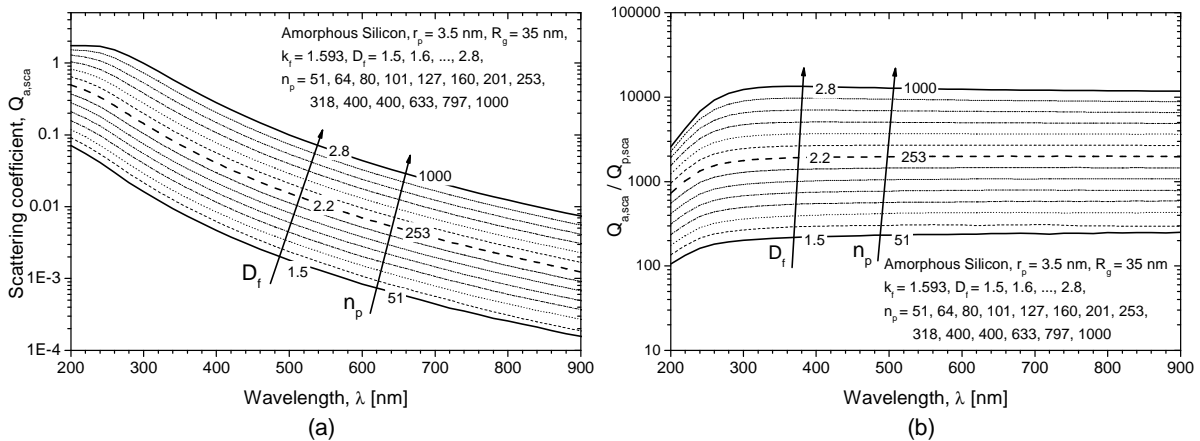 Scattering coefficient, Q_a,sca
1
0.1
0.01
1E-3
1E-4
200 300 400 500 600 700 800 900
Wavelength, λ [nm]
(a)
Amorphous Silicon, r_p = 3.5 nm, R_g = 35 nm,
k_f = 1.593, D_f = 1.5, 1.6, ..., 2.8,
n_p = 51, 64, 80, 101, 127, 160, 201, 253,
318, 400, 400, 633, 797, 1000
2.8
1000
2.2
253
D_f
1.5
n_p
51
Q_a,sca / Q_p,sca
100000
10000
1000
100
10
200 300 400 500 600 700 800 900
Wavelength, λ [nm]
(b)
2.8
1000
2.2
253
1.5
51
D_f
n_p
Amorphous Silicon, r_p = 3.5 nm, R_g = 35 nm
k_f = 1.593, D_f = 1.5, 1.6, ..., 2.8,
n_p = 51, 64, 80, 101, 127, 160, 201, 253,
318, 400, 400, 633, 797, 1000